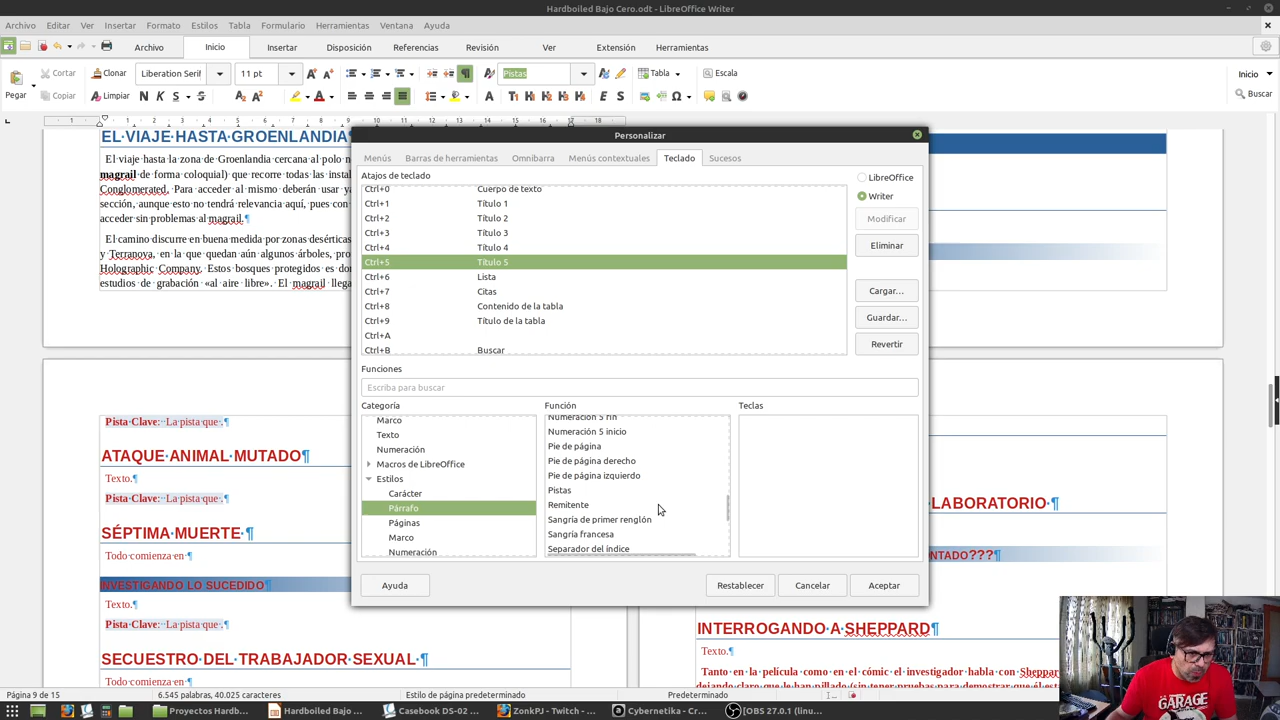 Hardboiled Bajo Cero.odt - LibreOffice Writer
Archivo Editar Ver Insertar Formato Estilos Tabla Formulario Herramientas Ventana Ayuda
Archivo Inicio Insertar Disposición Referencias Revisión Ver Extensión Herramientas
Pegar Cortar Clonar Liberation Serif 11 pt Pistas Tabla Escala Inicio
Copiar Limpiar Buscar
EL·VIAJE·HASTA·GROENLANDIA
El·viaje·hasta·la·zona·de·Groenlandia·cercana·al·polo·
magrail·de·forma·coloquial)·que·recorre·todas·las·
Conglomerated,·Para·acceder·al·mismo·deberán·usar·
sección,·aunque·esto·no·tendrá·relevancia·aquí,·pues·
acceder·sin·problemas·al·magrail.¶
El·camino·discurre·en·buena·medida·por·zonas·
y·Terranova,·en·la·que·quedan·aún·algunos·árboles,·
Holographic·Company.·Estos·bosques·protegidos·es·
estudios·de·grabación·«al·aire·libre».·El·magrail·
Pista·Clave:··La·pista·que·.¶
ATAQUE·ANIMAL·MUTADO¶
Texto.¶
Pista·Clave:··La·pista·que·.¶
SÉPTIMA·MUERTE¶
Todo·comienza·en·¶
INVESTIGANDO·LO·SUCEDIDO¶
Texto.¶
Pista·Clave:··La·pista·que·.¶
SECUESTRO·DEL·TRABAJADOR·SEXUAL·¶
Todo·comienza·en·¶
Personalizar
Menús Barras de herramientas Omnibarra Menús contextuales Teclado Sucesos
Atajos de teclado
Ctrl+0 Cuerpo de texto
Ctrl+1 Título 1
Ctrl+2 Título 2
Ctrl+3 Título 3
Ctrl+4 Título 4
Ctrl+5 Título 5
Ctrl+6 Lista
Ctrl+7 Citas
Ctrl+8 Contenido de la tabla
Ctrl+9 Título de la tabla
Ctrl+A
Ctrl+B Buscar
LibreOffice
Writer
Modificar
Eliminar
Cargar…
Guardar…
Revertir
Funciones
Escriba para buscar
Categoría Función Teclas
Marco
Texto
Numeración
Macros de LibreOffice
Estilos
Carácter
Párrafo
Páginas
Marco
Numeración
Numeración 5 fin
Numeración 5 inicio
Pie de página
Pie de página derecho
Pie de página izquierdo
Pistas
Remitente
Sangría de primer renglón
Sangría francesa
Separador del índice
Ayuda Restablecer Cancelar Aceptar
LABORATORIO
???¶
INTERROGANDO·A·SHEPPARD¶
Texto.¶
Tanto·en·la·película·como·en·el·cómic·el·investigador·habla·con·
GARAGE
Página 9 de 15 6.545 palabras, 40.025 caracteres Estilo de página predeterminado Predeterminado
Proyectos Hardb… Hardboiled Bajo … Casebook DS-02 … ZonkPJ - Twitch - … Cybernetika - C… [OBS 27.0.1 (linu…